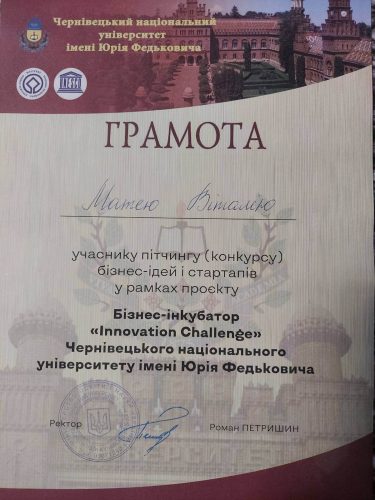 Чернівецький національний
університет
імені Юрія Федьковича
ГРАМОТА
Матею Віталію
учаснику пітчингу (конкурсу)
бізнес-ідей і стартапів
у рамках проєкту
Бізнес-інкубатор
«Innovation Challenge»
Чернівецького національного
університету імені Юрія Федьковича
Ректор Роман ПЕТРИШИН